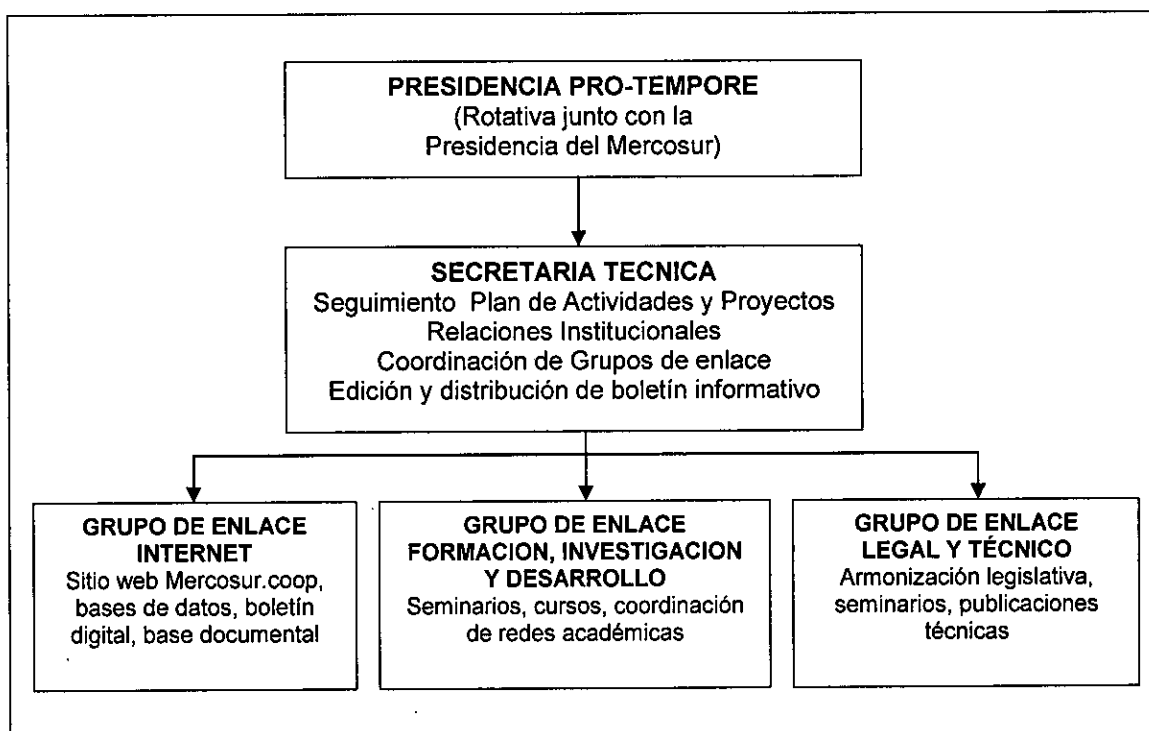 PRESIDENCIA PRO-TEMPORE
(Rotativa junto con la
Presidencia del Mercosur)
SECRETARIA TECNICA
Seguimiento Plan de Actividades y Proyectos
Relaciones Institucionales
Coordinación de Grupos de enlace
Edición y distribución de boletín informativo
GRUPO DE ENLACE
INTERNET
Sitio web Mercosur.coop,
bases de datos, boletín
digital, base documental
GRUPO DE ENLACE
FORMACION, INVESTIGACION
Y DESARROLLO
Seminarios, cursos, coordinación
de redes académicas
GRUPO DE ENLACE
LEGAL Y TÉCNICO
Armonización legislativa,
seminarios, publicaciones
técnicas